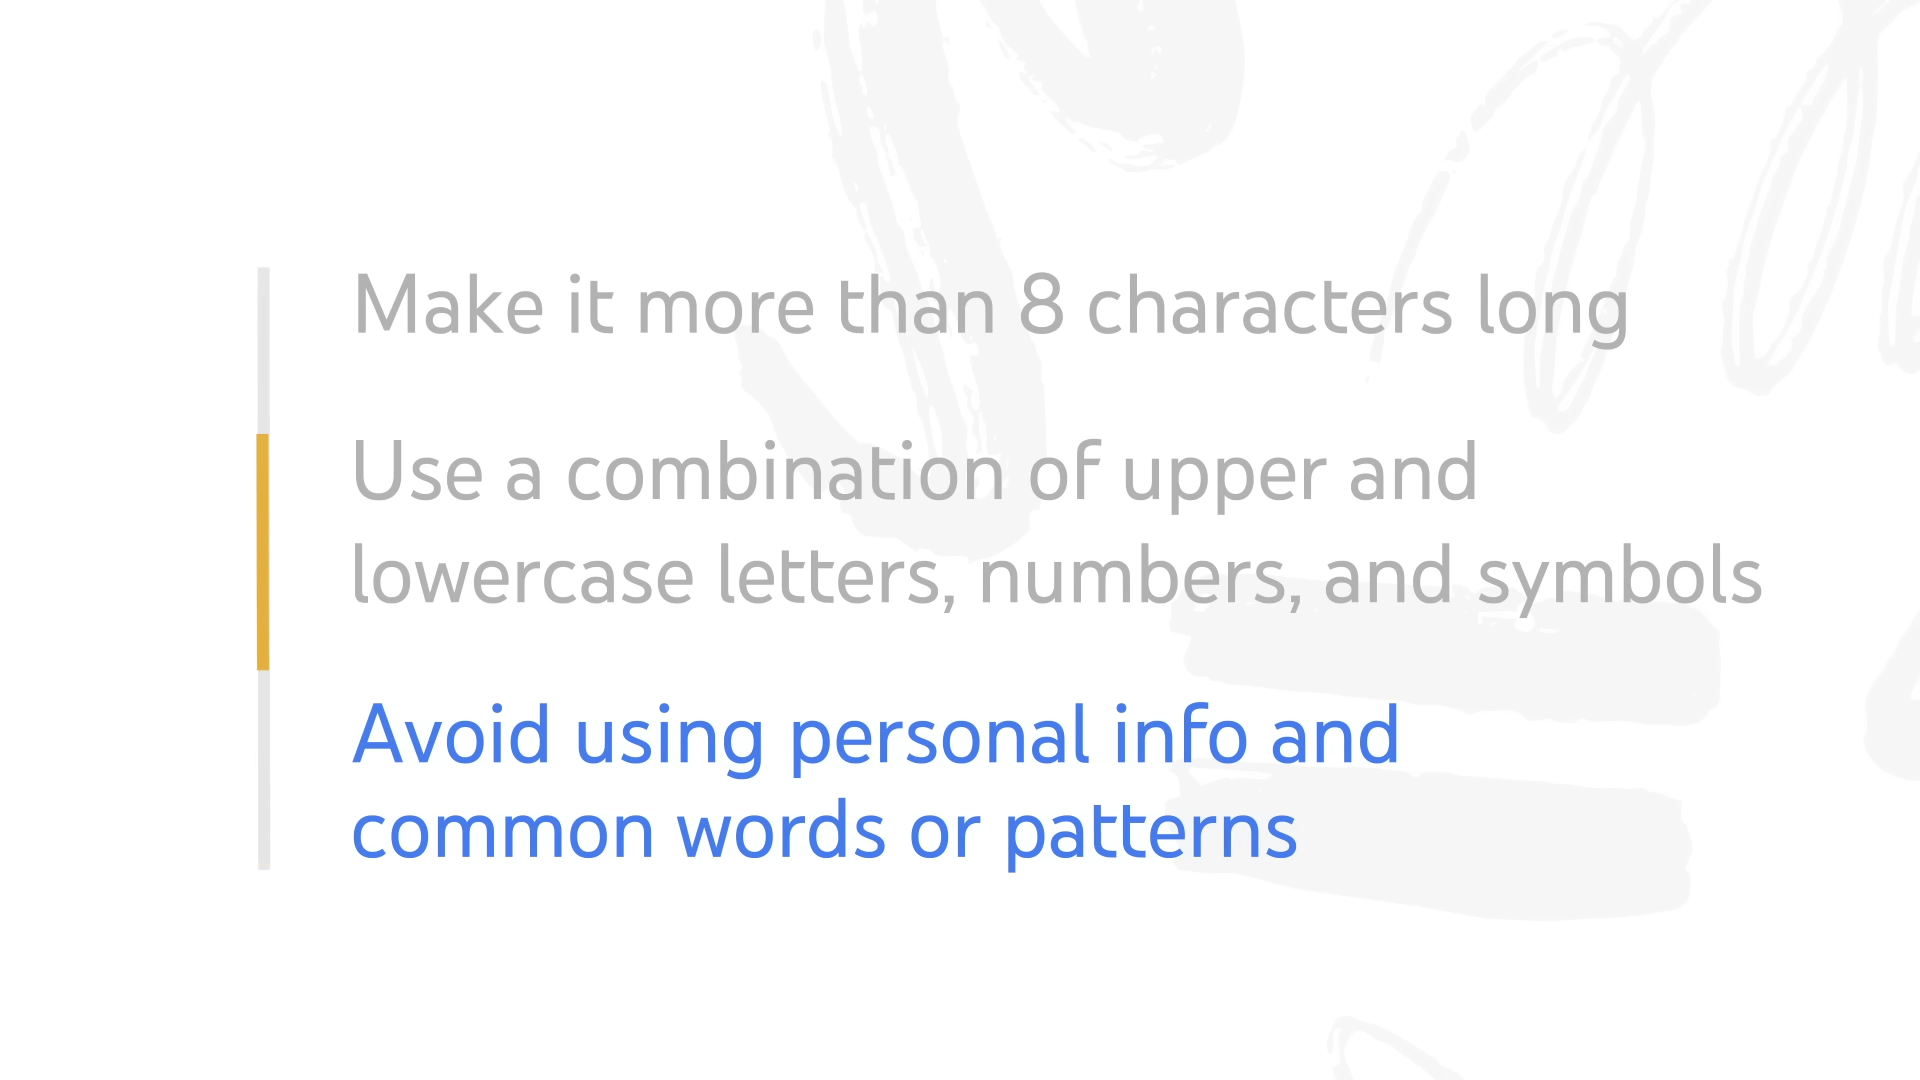 Make it more than 8 characters long
Use a combination of upper and
lowercase letters, numbers, and symbols
Avoid using personal info and
common words or patterns